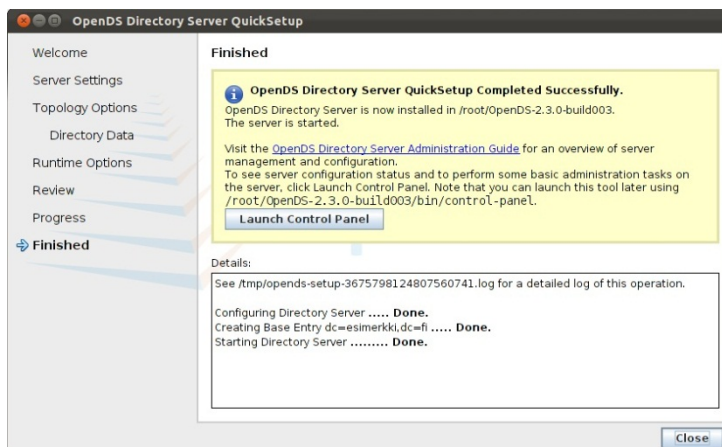 OpenDS Directory Server QuickSetup
Welcome
Server Settings
Topology Options
Directory Data
Runtime Options
Review
Progress
Finished
Finished
OpenDS Directory Server QuickSetup Completed Successfully.
OpenDS Directory Server is now installed in /root/OpenDS-2.3.0-build003.
The server is started.
Visit the OpenDS Directory Server Administration Guide for an overview of server
management and configuration.
To see server configuration status and to perform some basic administration tasks on
the server, click Launch Control Panel. Note that you can launch this tool later using
/root/OpenDS-2.3.0-build003/bin/control-panel.
Launch Control Panel
Details:
See /tmp/opends-setup-3675798124807560741.log for a detailed log of this operation.
Configuring Directory Server ..... Done.
Creating Base Entry dc=esimerkki,dc=fi ..... Done.
Starting Directory Server ......... Done.
Close